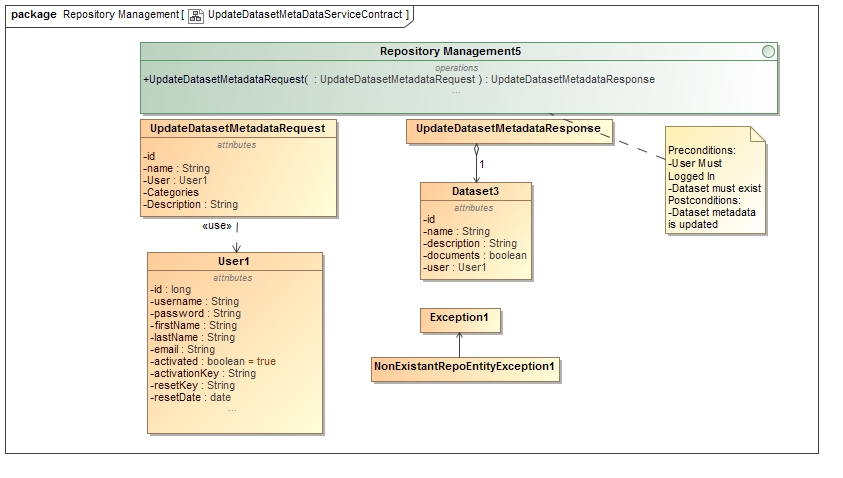 package Repository Management[ UpdateDatasetMetaDataServiceContract ]
Repository Management5
operations
+UpdateDatasetMetadataRequest( : UpdateDatasetMetadataRequest ) : UpdateDatasetMetadataResponse
...
UpdateDatasetMetadataRequest
attributes
-id
-name : String
-User : User1
-Categories
-Description : String
«use»
User1
attributes
-id : long
-username : String
-password : String
-firstName : String
-lastName : String
-email : String
-activated : boolean = true
-activationKey : String
-resetKey : String
-resetDate : date
...
UpdateDatasetMetadataResponse
1
Dataset3
attributes
-id
-name : String
-description : String
-documents : boolean
-user : User1
Exception1
NonExistantRepoEntityException1
Preconditions:
-User Must
Logged In
-Dataset must exist
Postconditions:
-Dataset metadata
is updated